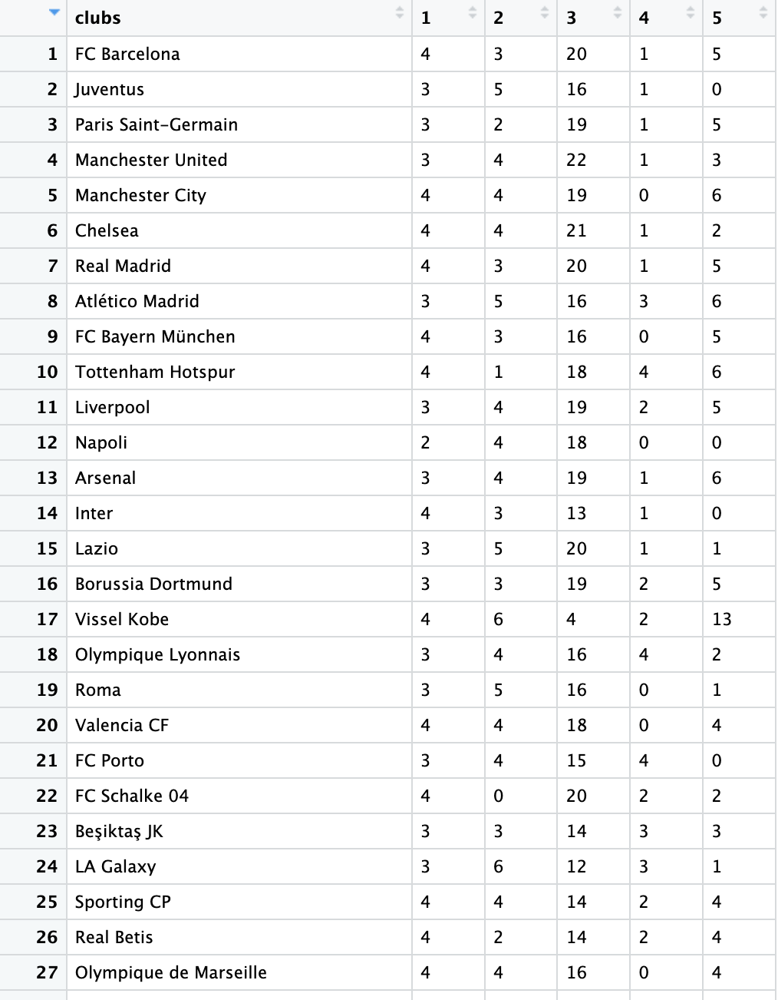 clubs 1 2 3 4 5
1 FC Barcelona 4 3 20 1 5
2 Juventus 3 5 16 1 0
3 Paris Saint-Germain 3 2 19 1 5
4 Manchester United 3 4 22 1 3
5 Manchester City 4 4 19 0 6
6 Chelsea 4 4 21 1 2
7 Real Madrid 4 3 20 1 5
8 Atlético Madrid 3 5 16 3 6
9 FC Bayern München 4 3 16 0 5
10 Tottenham Hotspur 4 1 18 4 6
11 Liverpool 3 4 19 2 5
12 Napoli 2 4 18 0 0
13 Arsenal 3 4 19 1 6
14 Inter 4 3 13 1 0
15 Lazio 3 5 20 1 1
16 Borussia Dortmund 3 3 19 2 5
17 Vissel Kobe 4 6 4 2 13
18 Olympique Lyonnais 3 4 16 4 2
19 Roma 3 5 16 0 1
20 Valencia CF 4 4 18 0 4
21 FC Porto 3 4 15 4 0
22 FC Schalke 04 4 0 20 2 2
23 Beşiktaş JK 3 3 14 3 3
24 LA Galaxy 3 6 12 3 1
25 Sporting CP 4 4 14 2 4
26 Real Betis 4 2 14 2 4
27 Olympique de Marseille 4 4 16 0 4